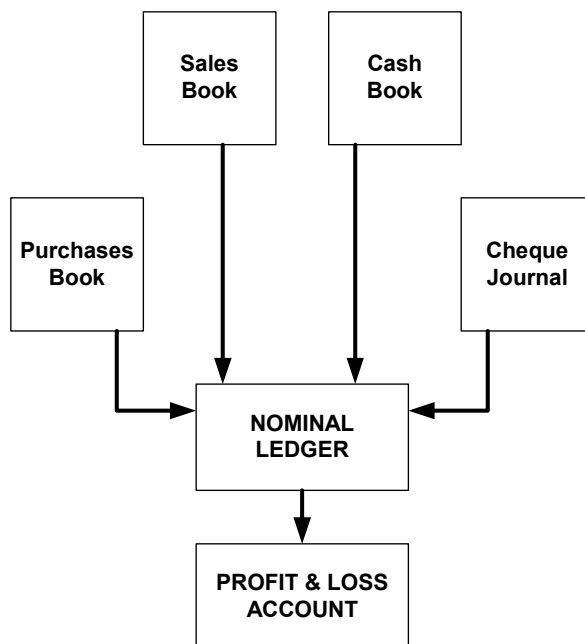 Sales
Book
Cash
Book
Purchases
Book
Cheque
Journal
NOMINAL
LEDGER
PROFIT & LOSS
ACCOUNT